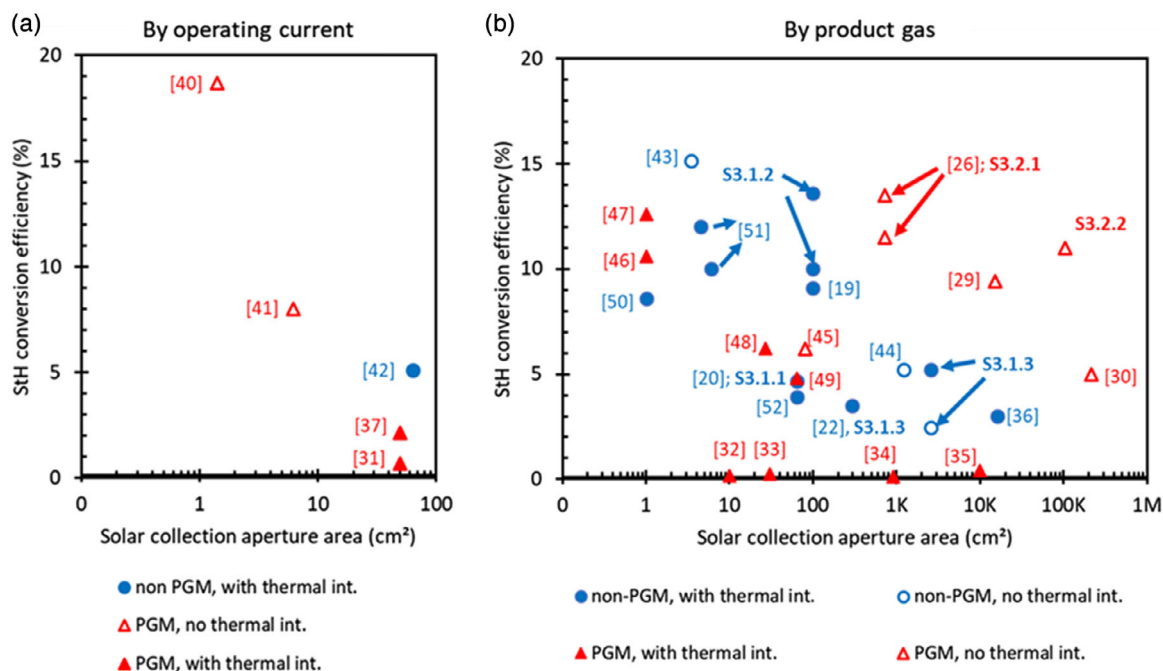 (a)
By operating current
StH conversion efficiency (%)
20
15
10
5
0
[40]
[41]
[42]
[37]
[31]
0 1 10 100
Solar collection aperture area (cm²)
non PGM, with thermal int.
PGM, no thermal int.
PGM, with thermal int.
(b)
By product gas
StH conversion efficiency (%)
20
15
10
5
0
[43]
S3.1.2
[26]; S3.2.1
[47]
[51]
S3.2.2
[46]
[50]
[19]
[29]
[48]
[45]
[44]
S3.1.3
[20]; S3.1.1
[49]
[30]
[52]
[22], S3.1.3
[36]
[32]
[33]
[34]
[35]
0 1 10 100 1K 10K 100K 1M
Solar collection aperture area (cm²)
non-PGM, with thermal int.
non-PGM, no thermal int.
PGM, with thermal int.
PGM, no thermal int.